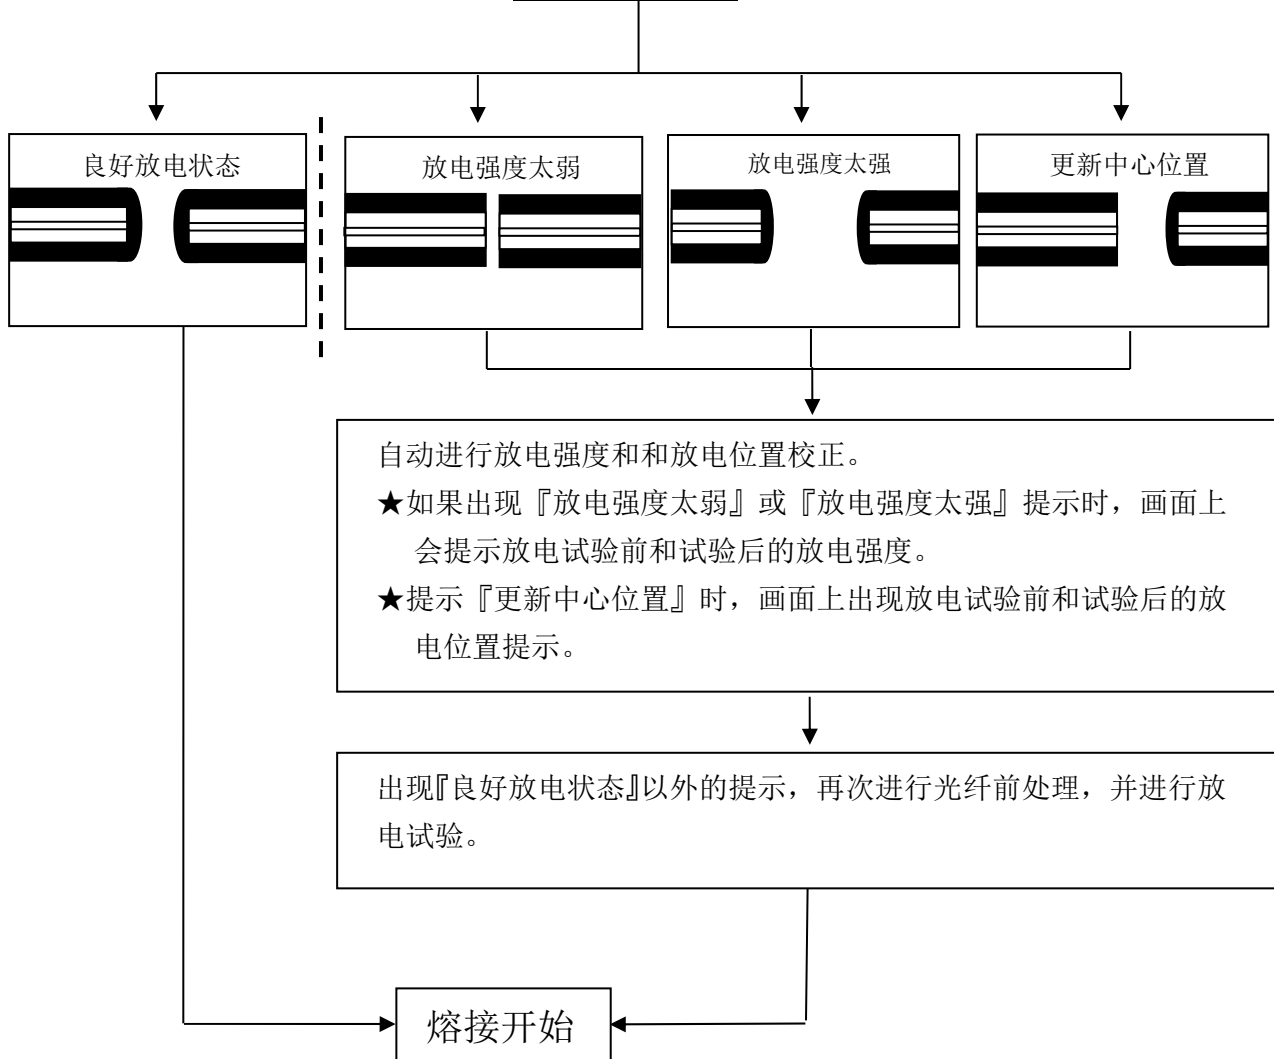 良好放电状态
放电强度太弱
放电强度太强
更新中心位置
自动进行放电强度和和放电位置校正。
★如果出现『放电强度太弱』或『放电强度太强』提示时，画面上
会提示放电试验前和试验后的放电强度。
★提示『更新中心位置』时，画面上出现放电试验前和试验后的放
电位置提示。
出现『良好放电状态』以外的提示，再次进行光纤前处理，并进行放
电试验。
熔接开始